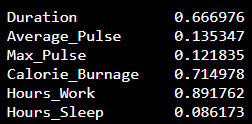 Duration 0.666976
Average_Pulse 0.135347
Max_Pulse 0.121835
Calorie_Burnage 0.714978
Hours_Work 0.891762
Hours_Sleep 0.086173